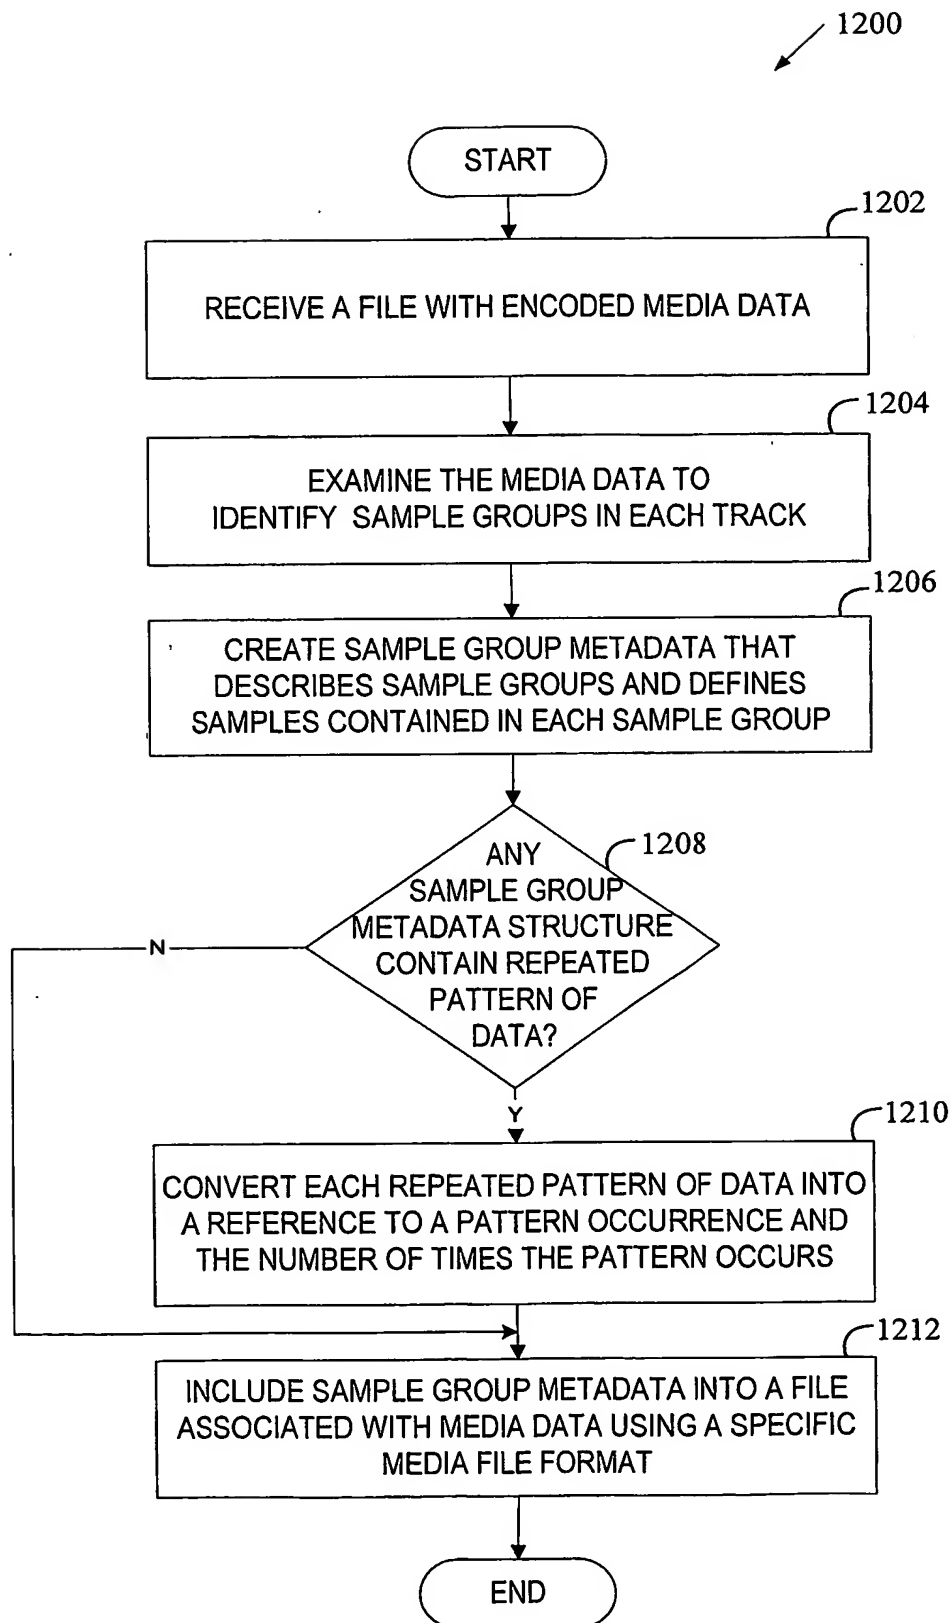 1200
START
1202
RECEIVE A FILE WITH ENCODED MEDIA DATA
1204
EXAMINE THE MEDIA DATA TO
IDENTIFY SAMPLE GROUPS IN EACH TRACK
1206
CREATE SAMPLE GROUP METADATA THAT
DESCRIBES SAMPLE GROUPS AND DEFINES
SAMPLES CONTAINED IN EACH SAMPLE GROUP
1208
ANY
SAMPLE GROUP
METADATA STRUCTURE
CONTAIN REPEATED
PATTERN OF
DATA?
N
Y
1210
CONVERT EACH REPEATED PATTERN OF DATA INTO
A REFERENCE TO A PATTERN OCCURRENCE AND
THE NUMBER OF TIMES THE PATTERN OCCURS
1212
INCLUDE SAMPLE GROUP METADATA INTO A FILE
ASSOCIATED WITH MEDIA DATA USING A SPECIFIC
MEDIA FILE FORMAT
END